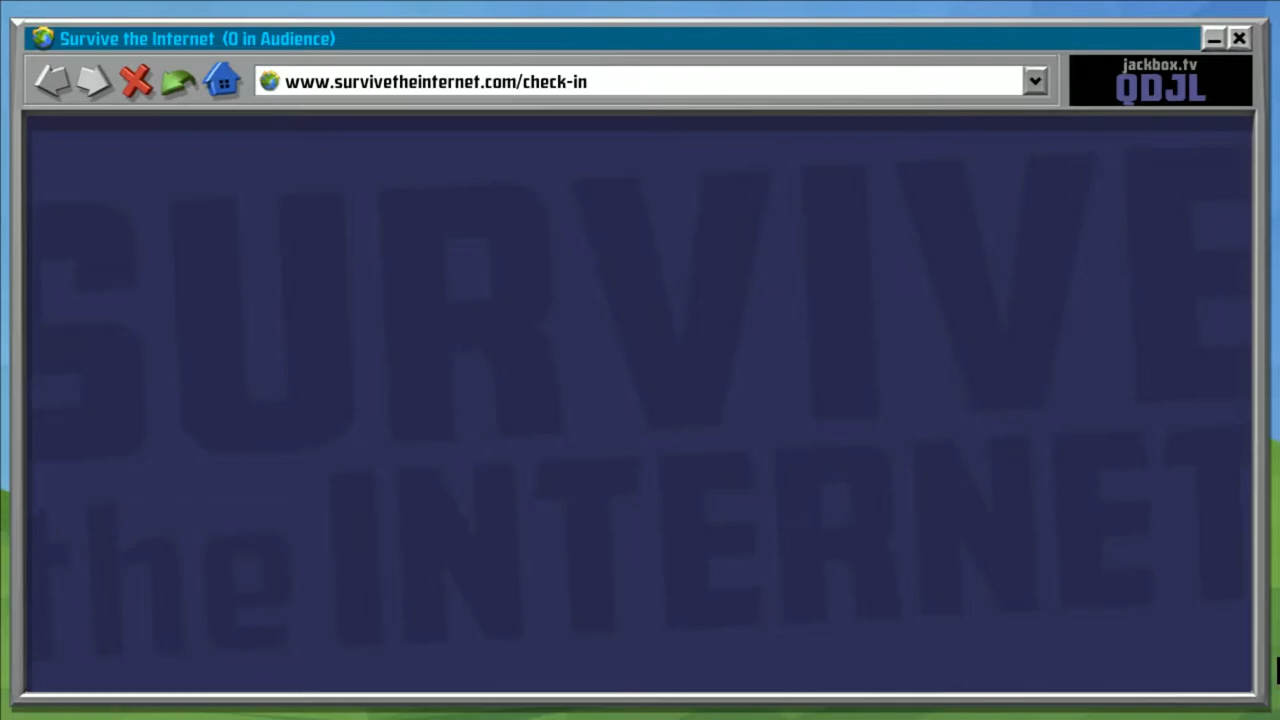 Survive the Internet (0 in Audience)
www.survivetheinternet.com/check-in
jackbox.tv
QDJL
SURVIVE
the INTERNET